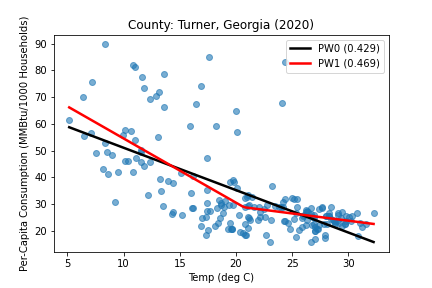 County: Turner, Georgia (2020)
PW0 (0.429)
PW1 (0.469)
Per-Capita Consumption (MMBtu/1000 Households)
90
80
70
60
50
40
30
20
5 10 15 20 25 30
Temp (deg C)